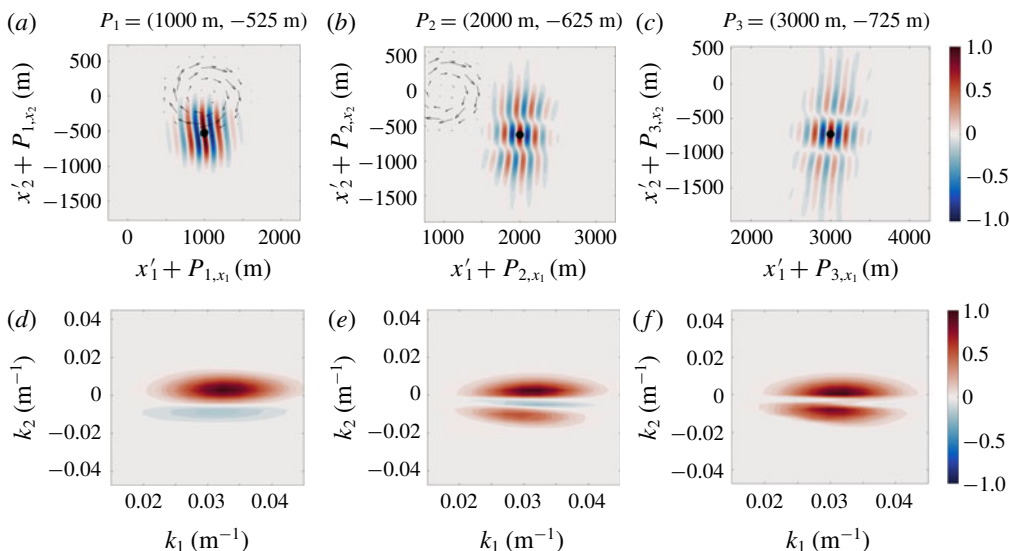 (a) P₁ = (1000 m, −525 m) (b) P₂ = (2000 m, −625 m) (c) P₃ = (3000 m, −725 m)
x′₂ + P₁,ₓ₂ (m)
500
0
−500
−1000
−1500
0 1000 2000
x′₁ + P₁,ₓ₁ (m)
x′₂ + P₂,ₓ₂ (m)
500
0
−500
−1000
−1500
1000 2000 3000
x′₁ + P₂,ₓ₁ (m)
x′₂ + P₃,ₓ₂ (m)
500
0
−500
−1000
−1500
2000 3000 4000
x′₁ + P₃,ₓ₁ (m)
1.0
0.5
0
−0.5
−1.0
(d) (e) (f)
k₂ (m⁻¹)
0.04
0.02
0
−0.02
−0.04
0.02 0.03 0.04
k₁ (m⁻¹)
k₂ (m⁻¹)
0.04
0.02
0
−0.02
−0.04
0.02 0.03 0.04
k₁ (m⁻¹)
k₂ (m⁻¹)
0.04
0.02
0
−0.02
−0.04
0.02 0.03 0.04
k₁ (m⁻¹)
1.0
0.5
0
−0.5
−1.0